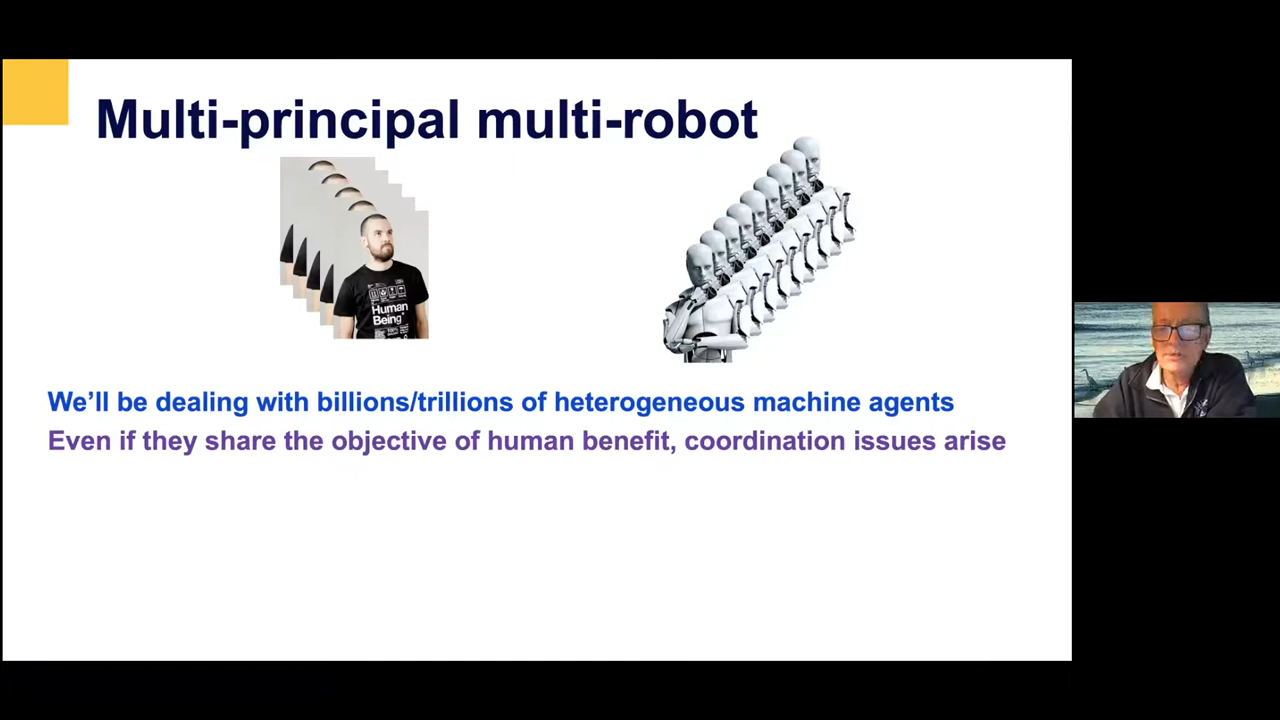 Multi-principal multi-robot
Human
Being
We’ll be dealing with billions/trillions of heterogeneous machine agents
Even if they share the objective of human benefit, coordination issues arise